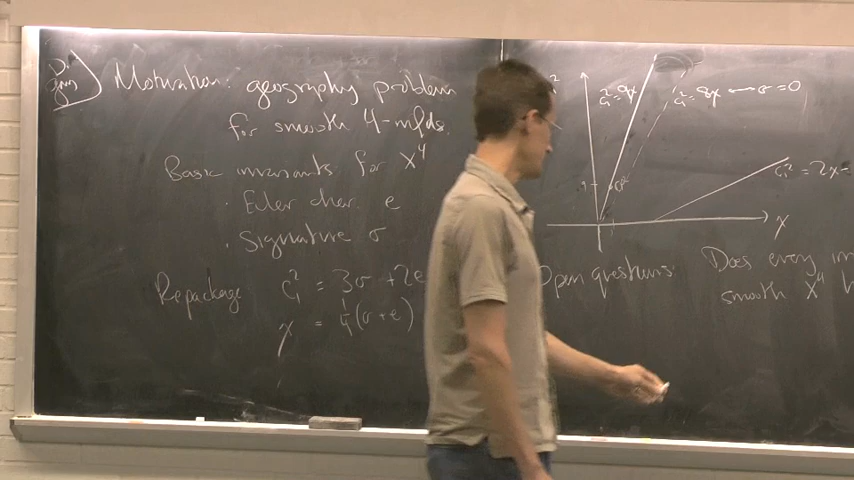 Motivation: geography problem
for smooth 4-mflds.
Basic invariants for X⁴
· Euler char. e
· Signature σ
Repackage c₁² = 3σ + 2e
χ = ¼(σ + e)
c₁² = 9χ
c₁² = 8χ σ = 0
c₁² = 2χ -
χ
Open questions:
Does every
smooth X⁴